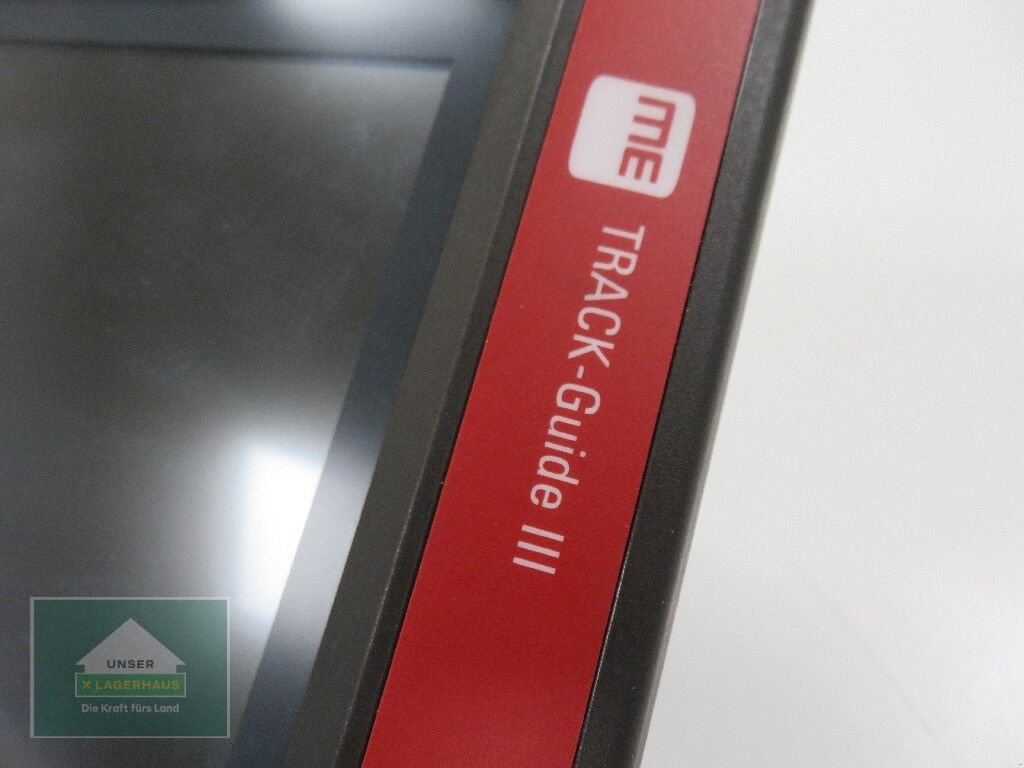 ME
TRACK-Guide III
UNSER
X LAGERHAUS
Die Kraft fürs Land